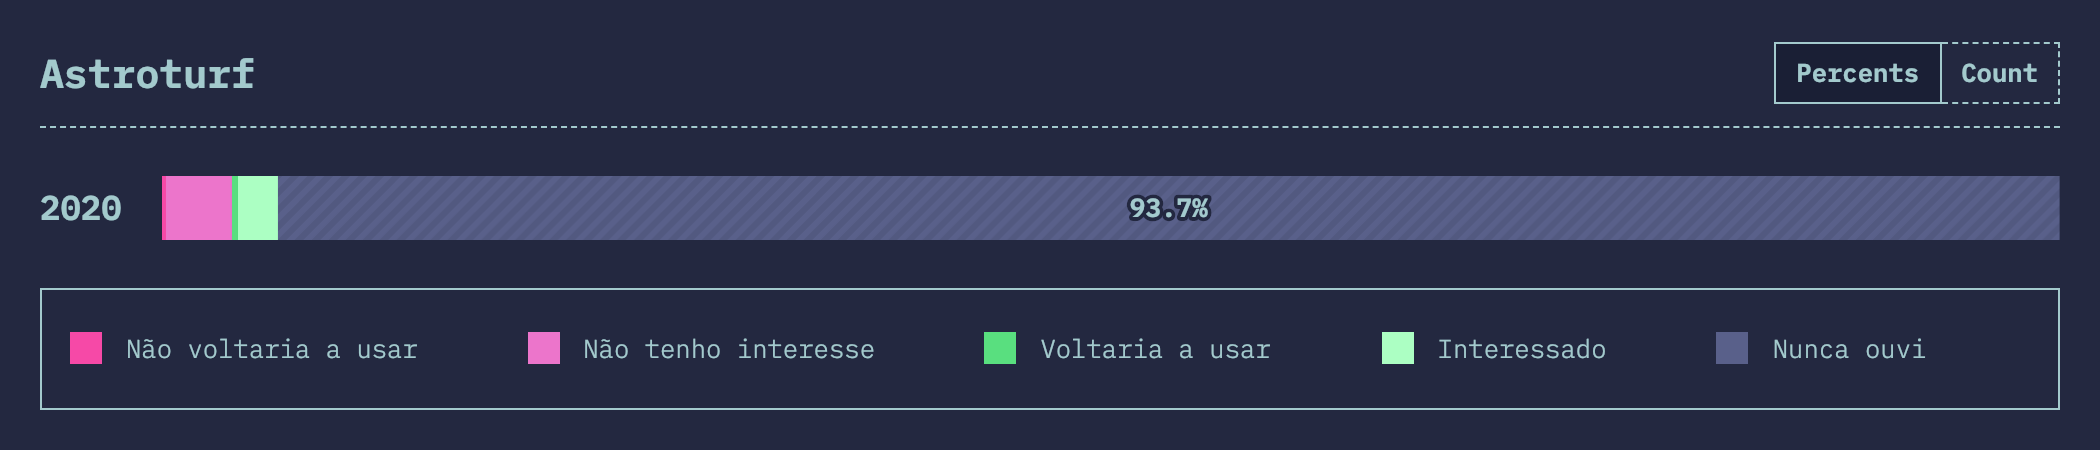 Astroturf
Percents Count
2020 93.7%
Não voltaria a usar Não tenho interesse Voltaria a usar Interessado Nunca ouvi